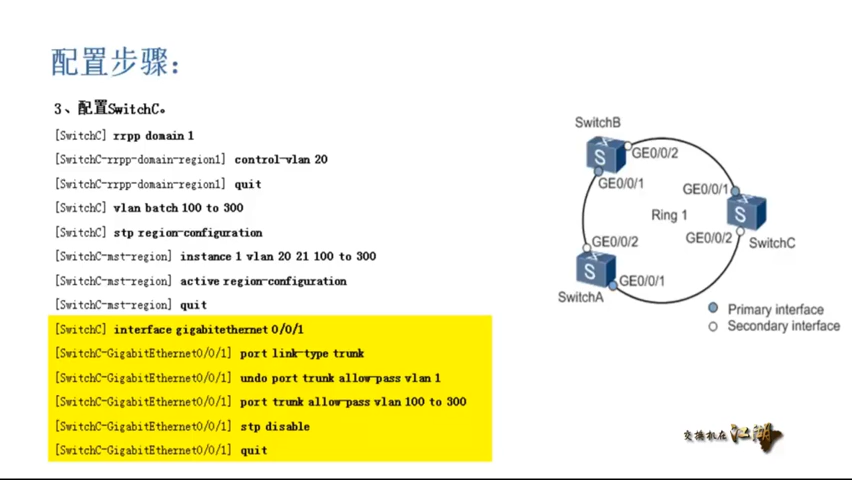 配置步骤：
3、配置SwitchC。
[SwitchC] rrpp domain 1
[SwitchC-rrpp-domain-region1] control-vlan 20
[SwitchC-rrpp-domain-region1] quit
[SwitchC] vlan batch 100 to 300
[SwitchC] stp region-configuration
[SwitchC-mst-region] instance 1 vlan 20 21 100 to 300
[SwitchC-mst-region] active region-configuration
[SwitchC-mst-region] quit
[SwitchC] interface gigabitethernet 0/0/1
[SwitchC-GigabitEthernet0/0/1] port link-type trunk
[SwitchC-GigabitEthernet0/0/1] undo port trunk allow-pass vlan 1
[SwitchC-GigabitEthernet0/0/1] port trunk allow-pass vlan 100 to 300
[SwitchC-GigabitEthernet0/0/1] stp disable
[SwitchC-GigabitEthernet0/0/1] quit
SwitchB
S
GE0/0/2
GE0/0/1
GE0/0/1
Ring 1
S
GE0/0/2
SwitchC
GE0/0/2
S
GE0/0/1
SwitchA
Primary interface
Secondary interface
交换机在江湖